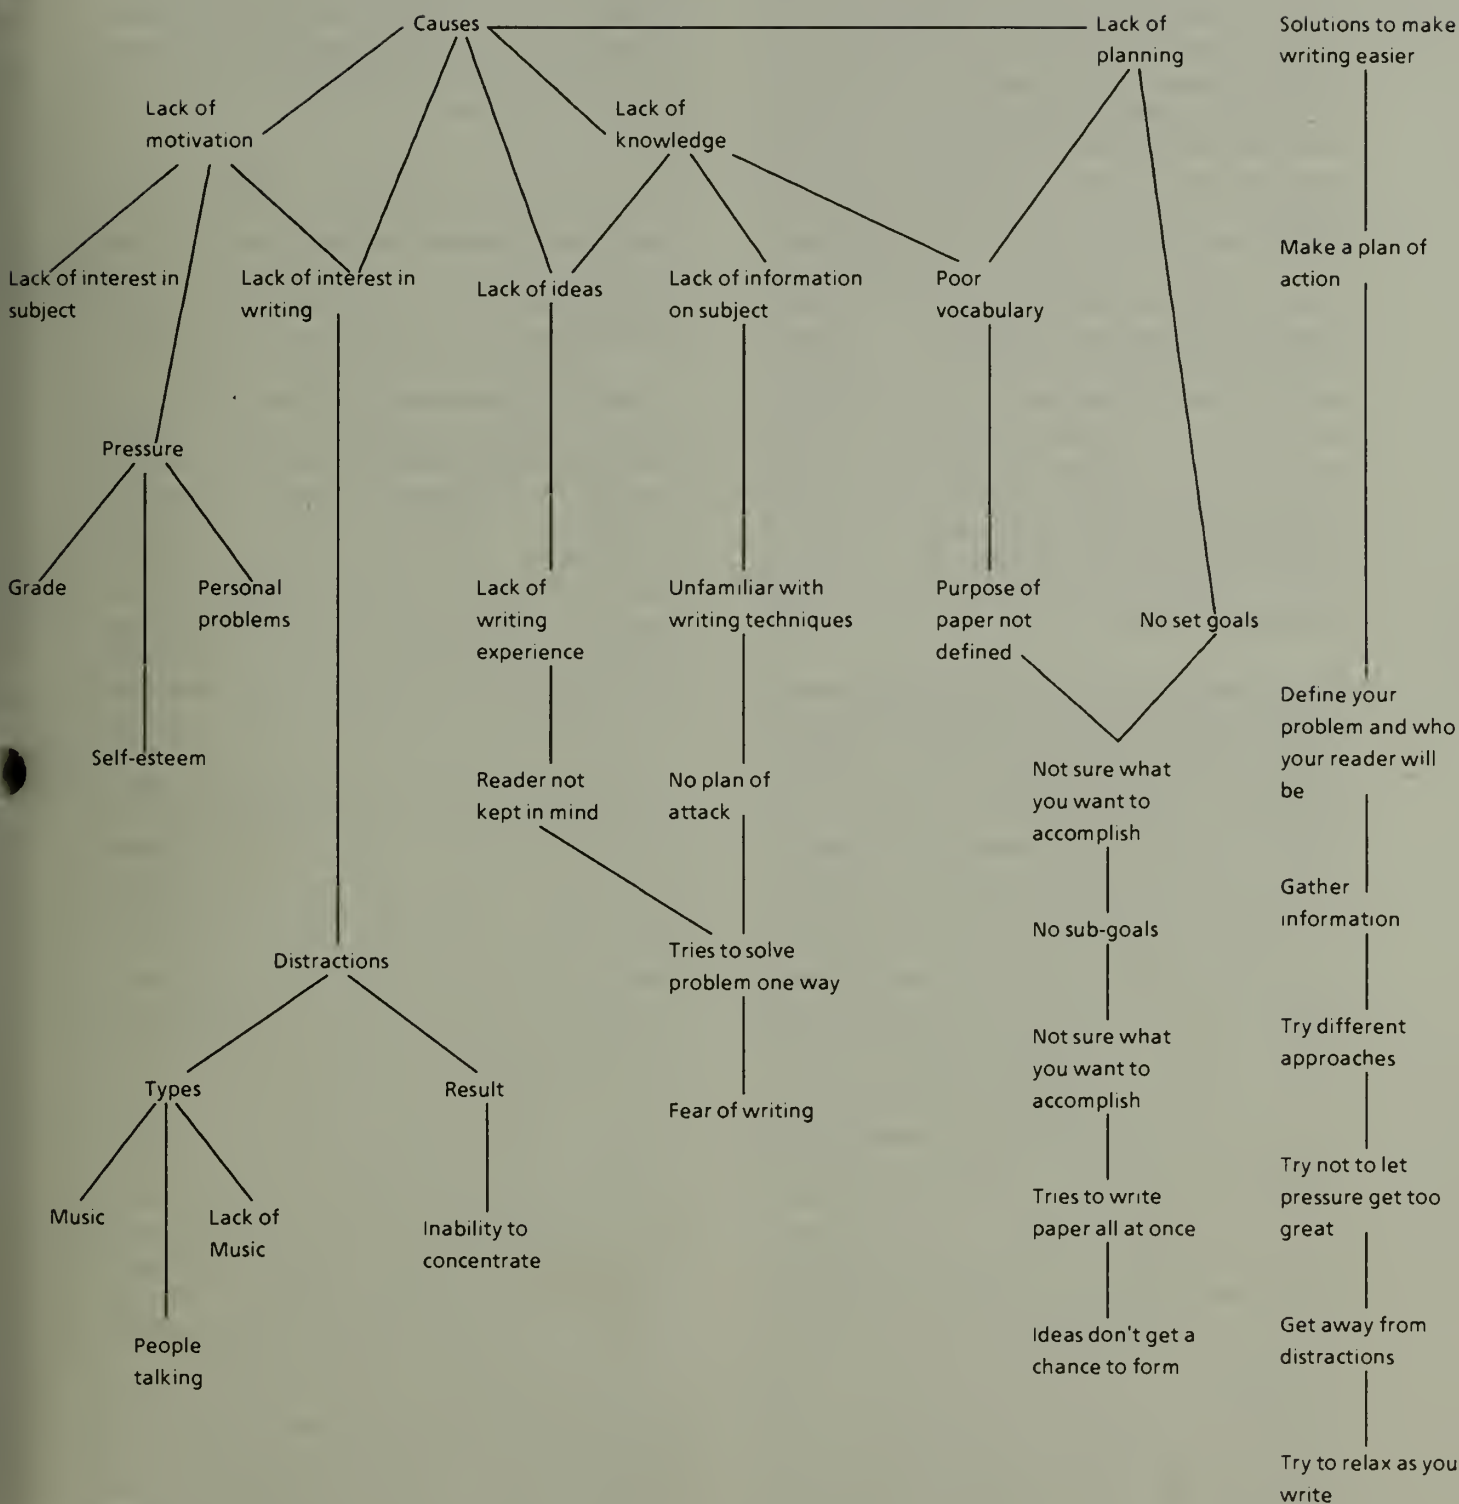 Causes
Lack of
planning
Solutions to make
writing easier
Lack of
motivation
Lack of
knowledge
Make a plan of
action
Lack of interest in
subject
Lack of interest in
writing
Lack of ideas
Lack of information
on subject
Poor
vocabulary
Pressure
Grade
Personal
problems
Lack of
writing
experience
Unfamiliar with
writing techniques
Purpose of
paper not
defined
No set goals
Define your
problem and who
your reader will
be
Self-esteem
Reader not
kept in mind
No plan of
attack
Not sure what
you want to
accomplish
Gather
information
Distractions
Tries to solve
problem one way
No sub-goals
Try different
approaches
Types
Result
Fear of writing
Not sure what
you want to
accomplish
Try not to let
pressure get too
great
Music
Lack of
Music
Inability to
concentrate
Tries to write
paper all at once
People
talking
Ideas don't get a
chance to form
Get away from
distractions
Try to relax as you
write